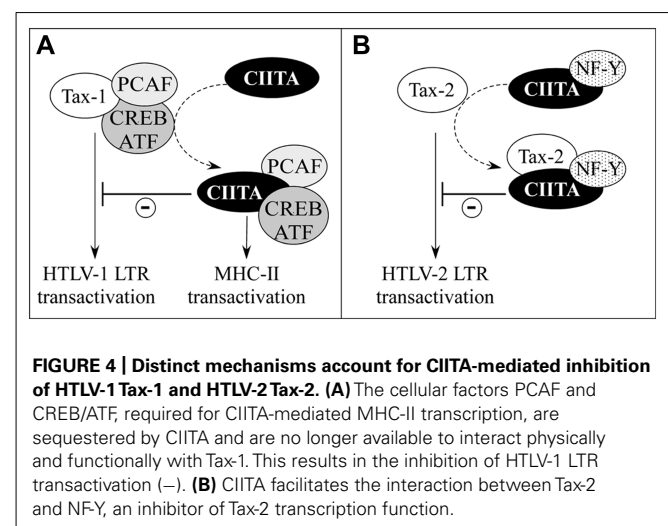 A
B
PCAF
Tax-1
CREB
ATF
CIITA
PCAF
CIITA
CREB
ATF
−
HTLV-1 LTR
transactivation
MHC-II
transactivation
NF-Y
CIITA
Tax-2
Tax-2
NF-Y
CIITA
−
HTLV-2 LTR
transactivation
FIGURE 4 | Distinct mechanisms account for CIITA-mediated inhibition
of HTLV-1 Tax-1 and HTLV-2 Tax-2. (A) The cellular factors PCAF and
CREB/ATF, required for CIITA-mediated MHC-II transcription, are
sequestered by CIITA and are no longer available to interact physically
and functionally with Tax-1. This results in the inhibition of HTLV-1 LTR
transactivation (−). (B) CIITA facilitates the interaction between Tax-2
and NF-Y, an inhibitor of Tax-2 transcription function.